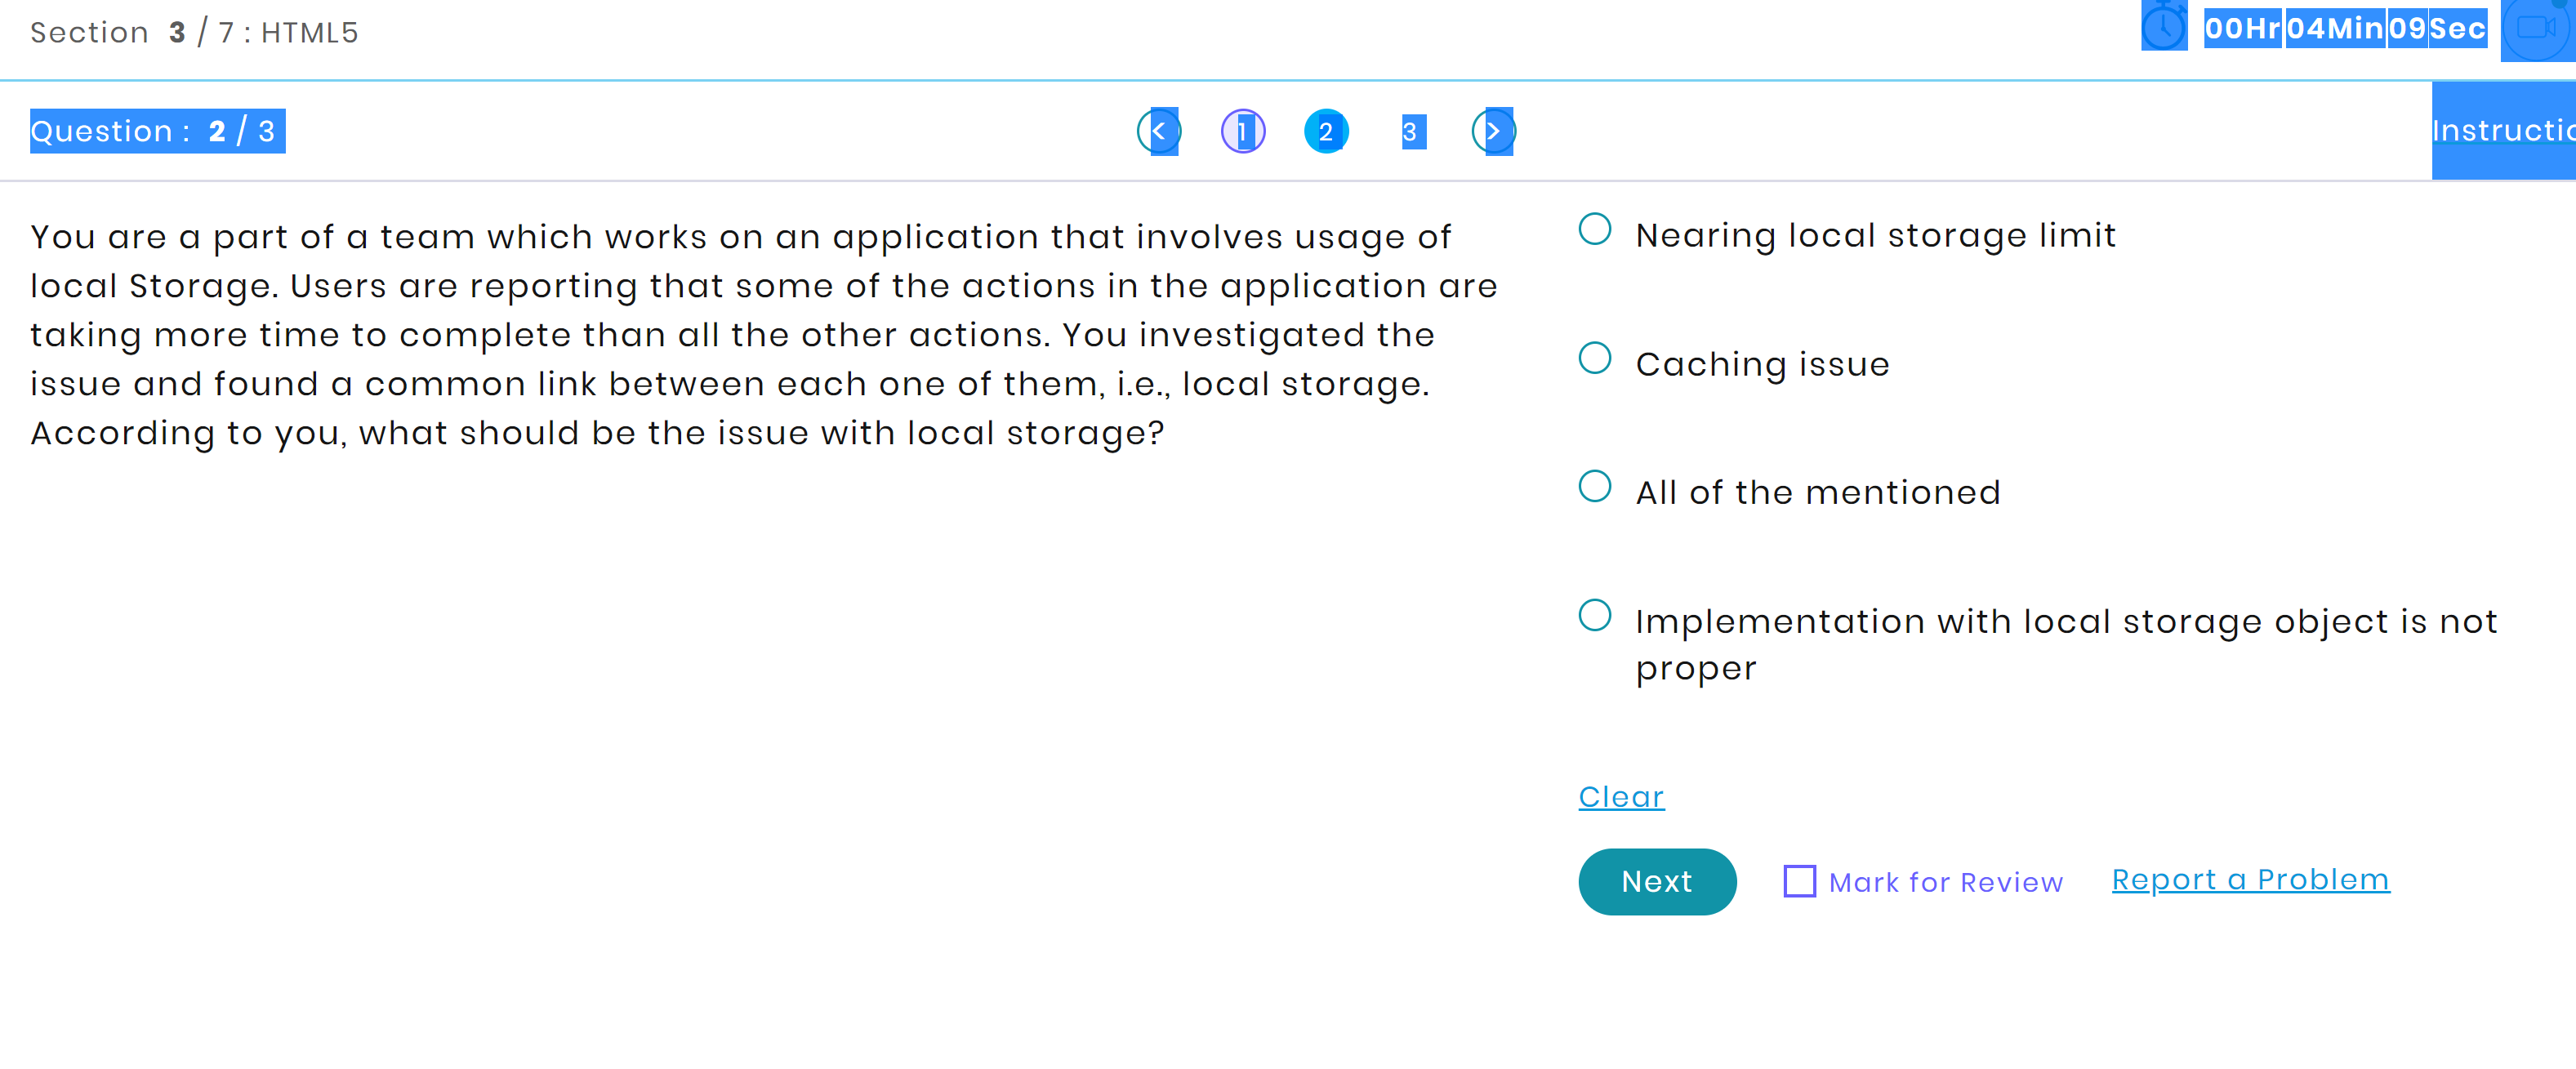 Section 3 / 7 : HTML5
00Hr 04Min 09Sec
Question : 2 / 3
< 1 2 3 >
Instructio
You are a part of a team which works on an application that involves usage of
local Storage. Users are reporting that some of the actions in the application are
taking more time to complete than all the other actions. You investigated the
issue and found a common link between each one of them, i.e., local storage.
According to you, what should be the issue with local storage?
Nearing local storage limit
Caching issue
All of the mentioned
Implementation with local storage object is not
proper
Clear
Next
Mark for Review
Report a Problem